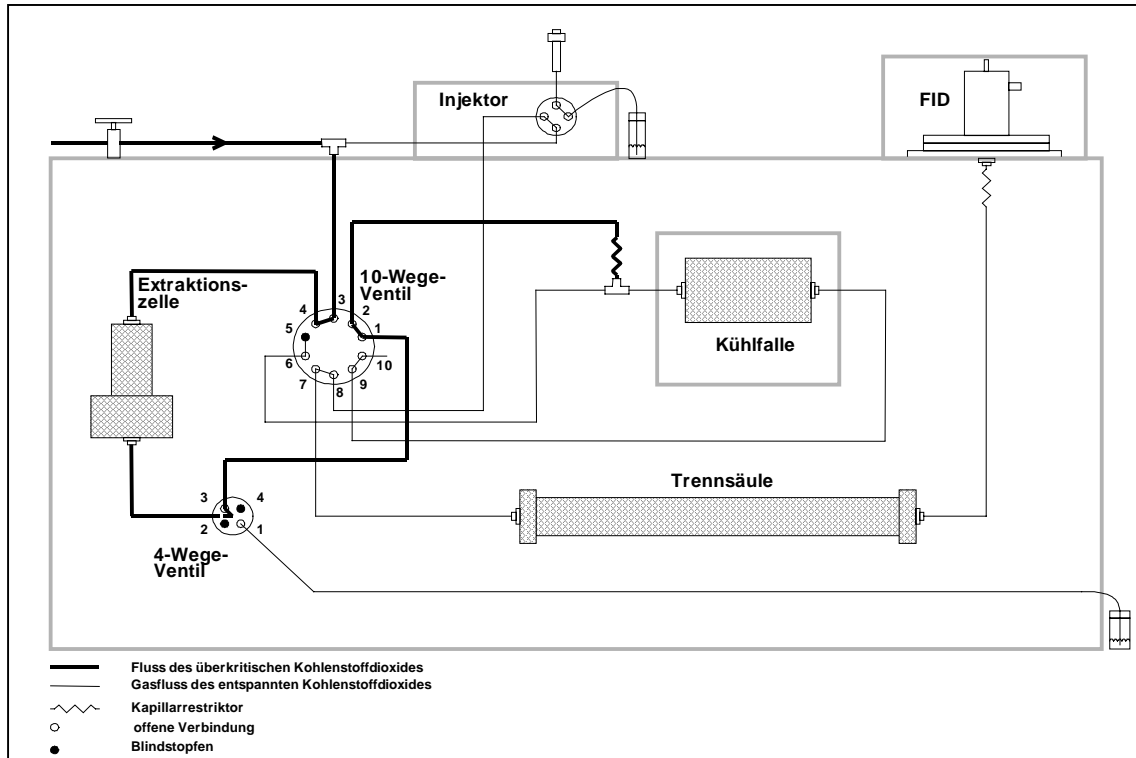 Injektor
FID
Extraktions-
zelle
10-Wege-
Ventil
4
3
2
5
1
6
10
7
8
9
Kühlfalle
Trennsäule
3
4
2
1
4-Wege-
Ventil
Fluss des überkritischen Kohlenstoffdioxides
Gasfluss des entspannten Kohlenstoffdioxides
Kapillarrestriktor
offene Verbindung
Blindstopfen